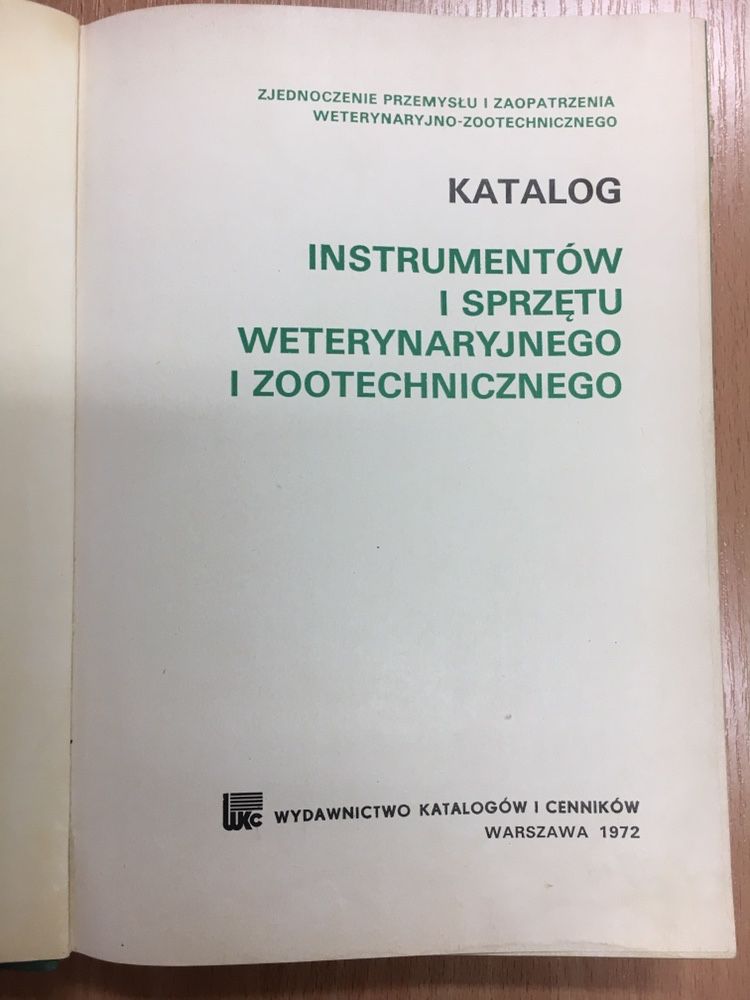 ZJEDNOCZENIE PRZEMYSŁU I ZAOPATRZENIA
WETERYNARYJNO-ZOOTECHNICZNEGO
KATALOG
INSTRUMENTÓW
I SPRZĘTU
WETERYNARYJNEGO
I ZOOTECHNICZNEGO
WKC WYDAWNICTWO KATALOGÓW I CENNIKÓW
WARSZAWA 1972